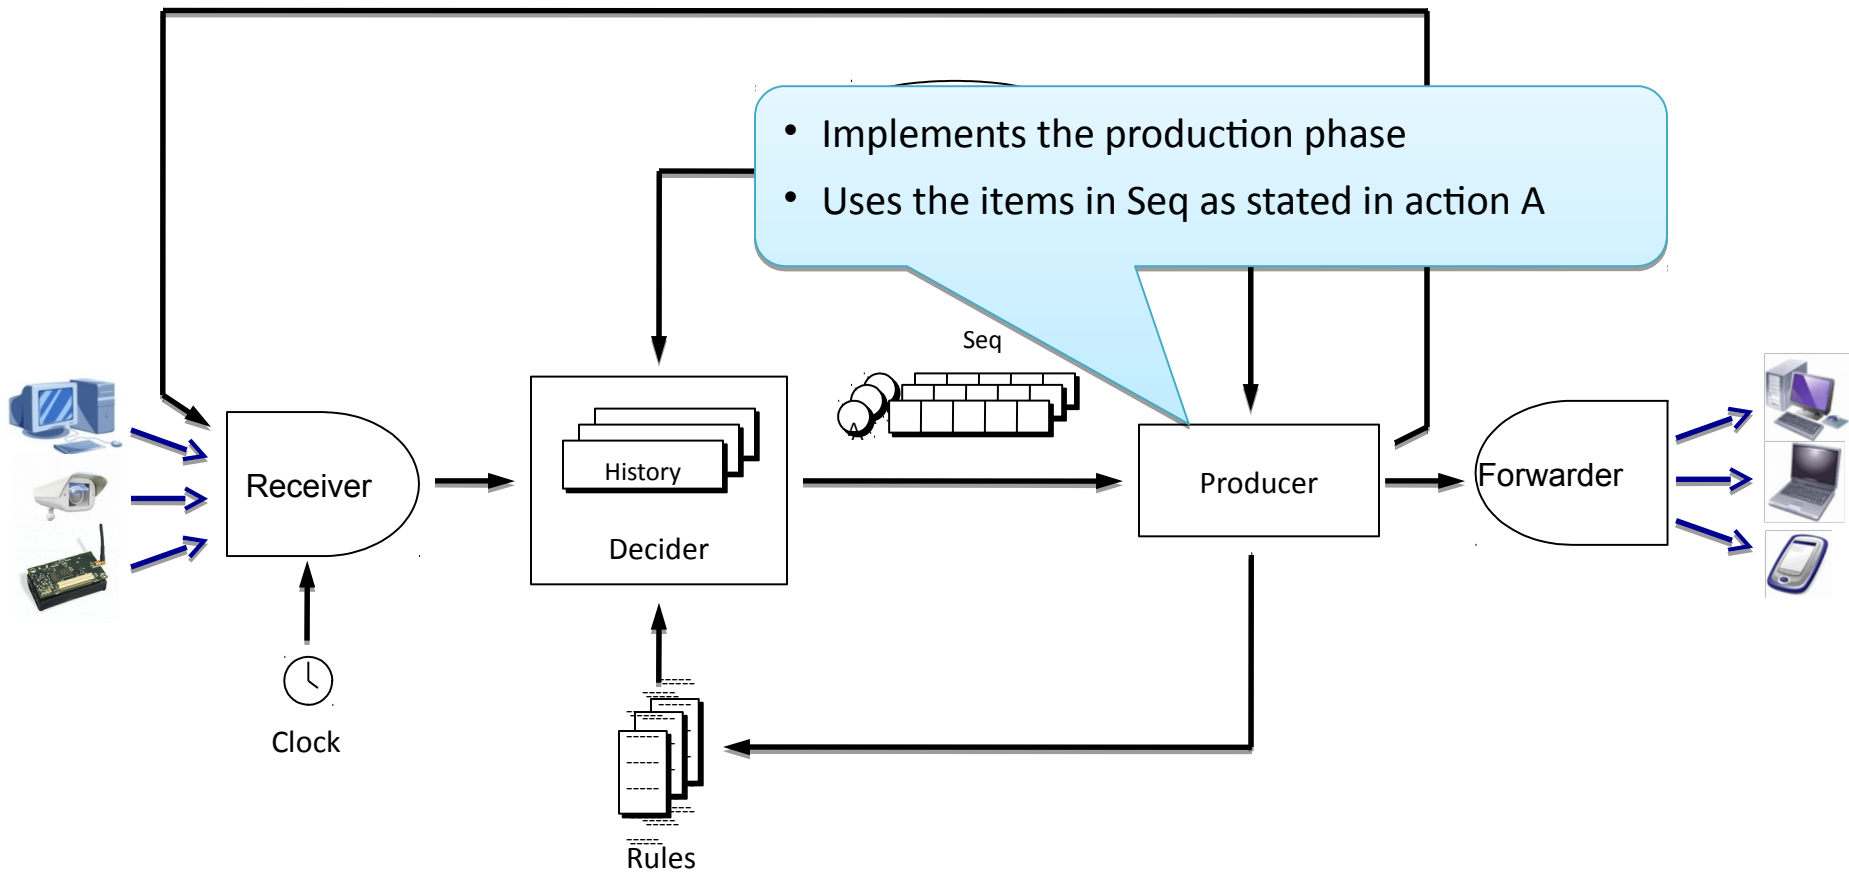 • Implements the production phase
• Uses the items in Seq as stated in action A
Seq
A
History
Receiver
Decider
Producer
Forwarder
Clock
Rules